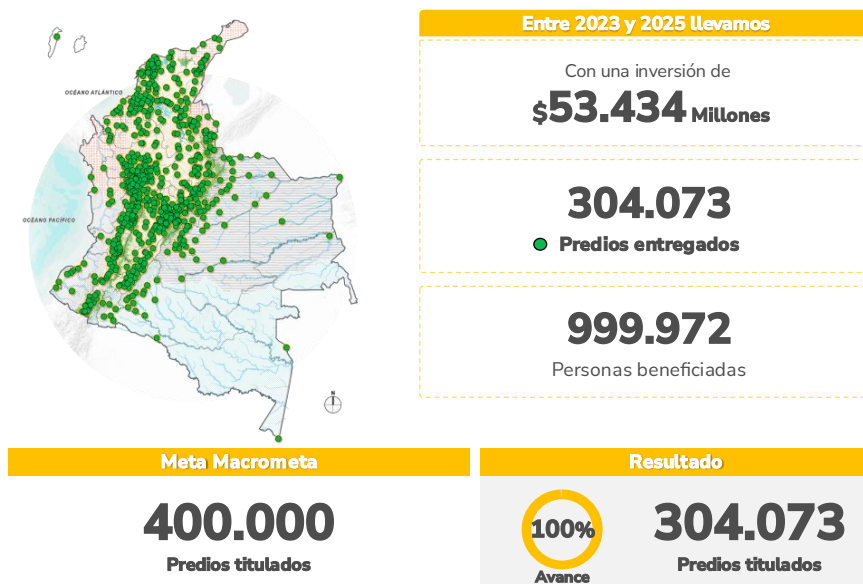 OCÉANO ATLÁNTICO
OCÉANO PACÍFICO
N
Entre 2023 y 2025 llevamos
Con una inversión de
$53.434 Millones
304.073
Predios entregados
999.972
Personas beneficiadas
Meta Macrometa
400.000
Predios titulados
Resultado
100%
Avance
304.073
Predios titulados